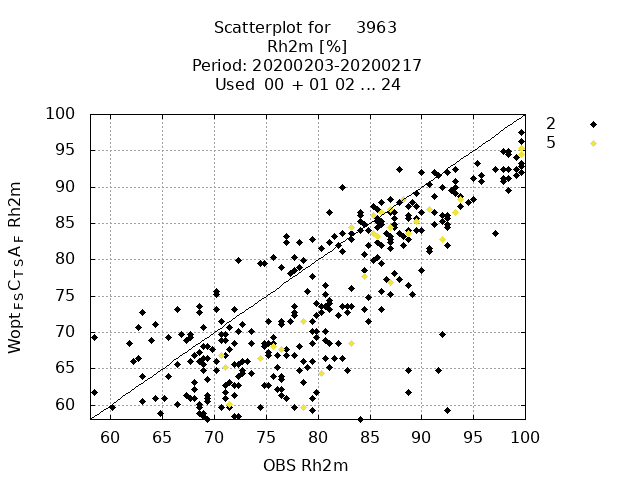 Scatterplot for 3963
Rh2m [%]
Period: 20200203-20200217
Used 00 + 01 02 ... 24
100
95
90
85
80
75
70
65
60
60 65 70 75 80 85 90 95 100
Wopt FS C T S A F Rh2m
OBS Rh2m
2
5